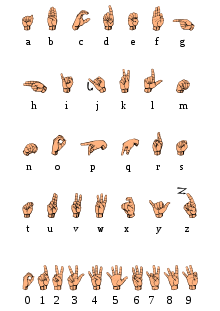 a b c d e f g
h i j k l m
n o p q r s
t u v w x y z
0 1 2 3 4 5 6 7 8 9